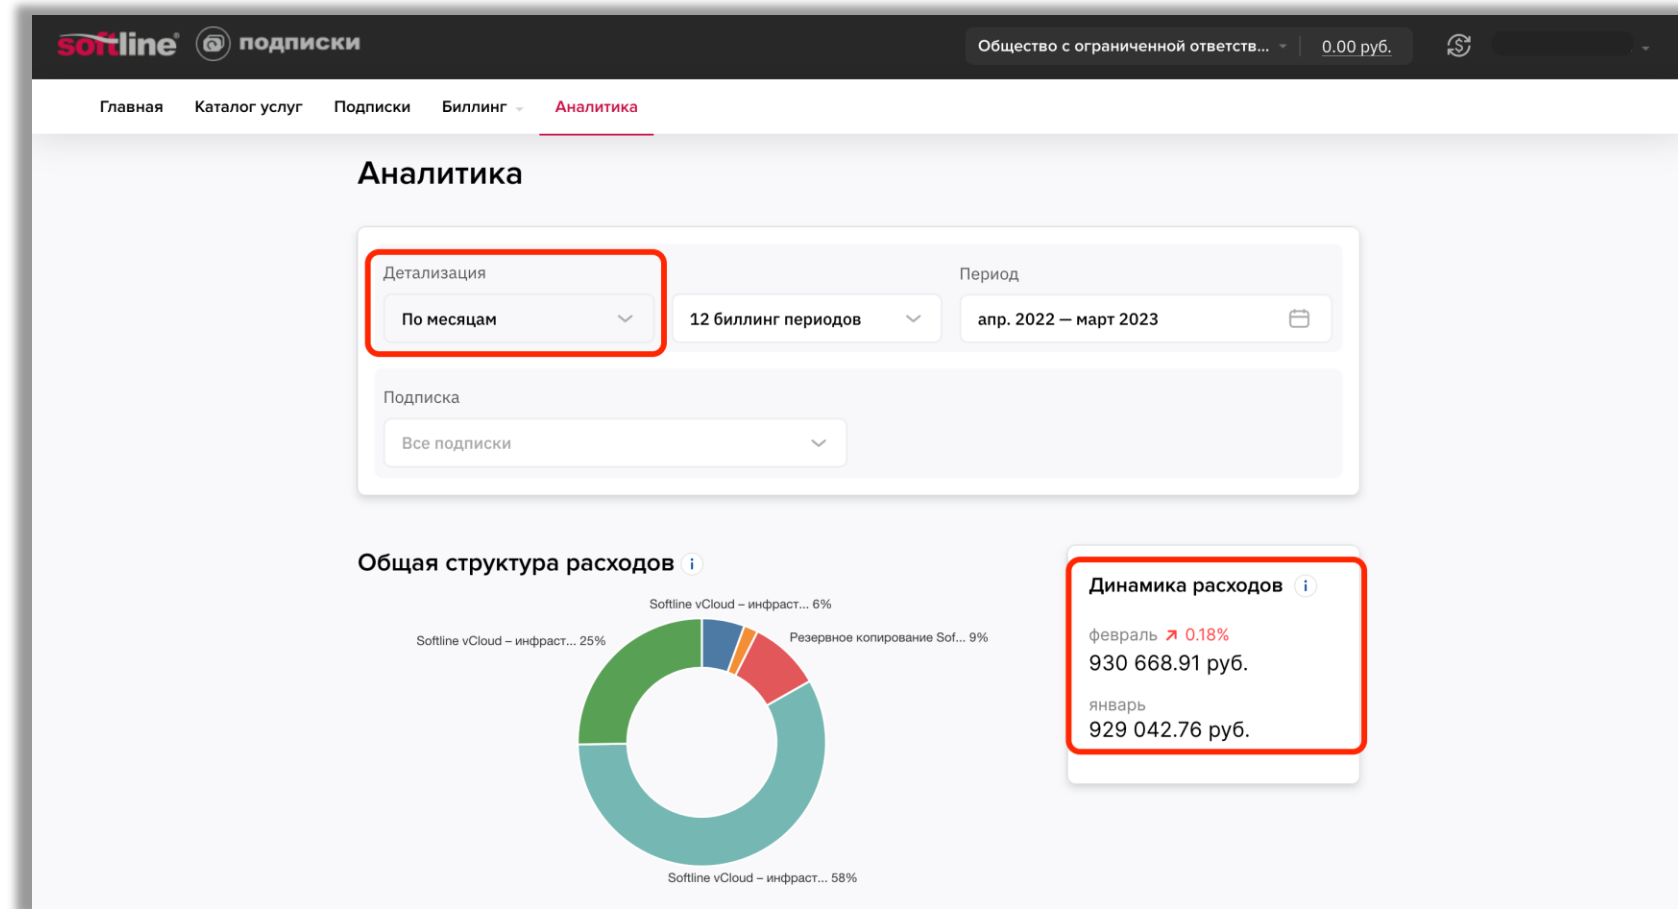 softline® подписки
Общество с ограниченной ответств... 0.00 руб.
Главная Каталог услуг Подписки Биллинг Аналитика
Аналитика
Детализация
Период
По месяцам
12 биллинг периодов
апр. 2022 — март 2023
Подписка
Все подписки
Общая структура расходов i
Softline vCloud – инфраст... 6%
Softline vCloud – инфраст... 25%
Резервное копирование Sof... 9%
Softline vCloud – инфраст... 58%
Динамика расходов i
февраль ↗ 0.18%
930 668.91 руб.
январь
929 042.76 руб.